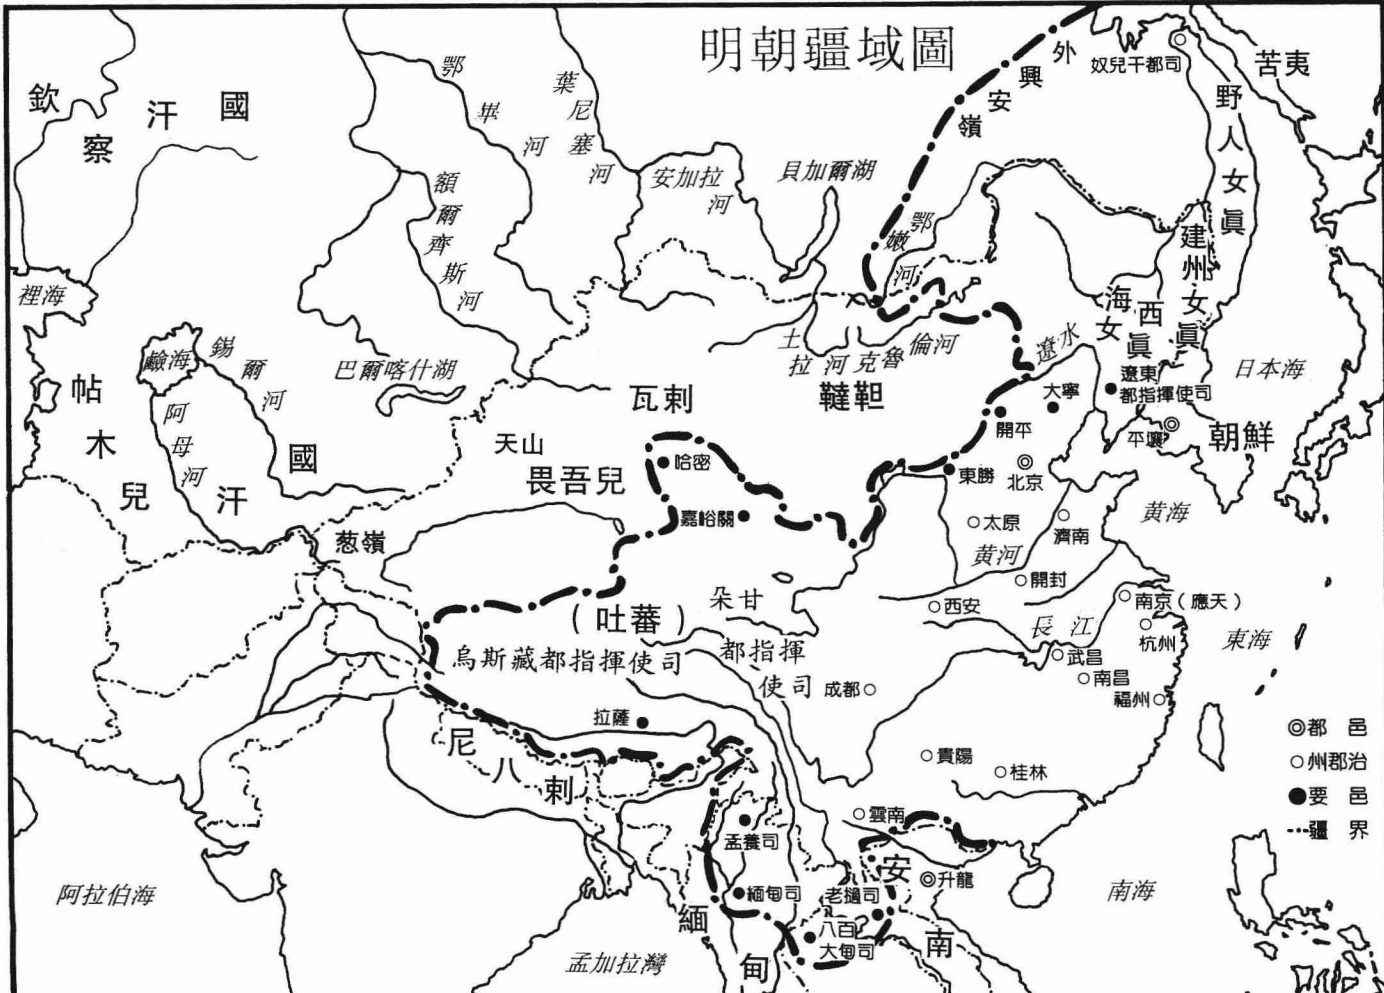 明朝疆域圖
欽察汗國
鄂畢河
葉尼塞河
安加拉河
貝加爾湖
外興安嶺
奴兒干都司
苦夷
野人女眞
額爾齊斯河
鄂嫩河
建州女眞
海西女眞
裡海
鹹海
錫爾河
阿母河
巴爾喀什湖
土拉河
克魯倫河
遼水
日本海
帖木兒汗國
瓦剌
韃靼
大寧
遼東都指揮使司
開平
平壤
朝鮮
天山
畏吾兒
哈密
東勝
北京
嘉峪關
太原
濟南
黃海
黃河
葱嶺
開封
朵甘都指揮使司
西安
南京（應天）
（吐蕃）
長江
杭州
東海
烏斯藏都指揮使司
武昌
南昌
成都
福州
拉薩
尼八剌
貴陽
桂林
◎都邑
○州郡治
●要邑
疆界
雲南
孟養司
安南
升龍
緬甸司
老撾司
八百大甸司
南海
阿拉伯海
孟加拉灣
緬甸